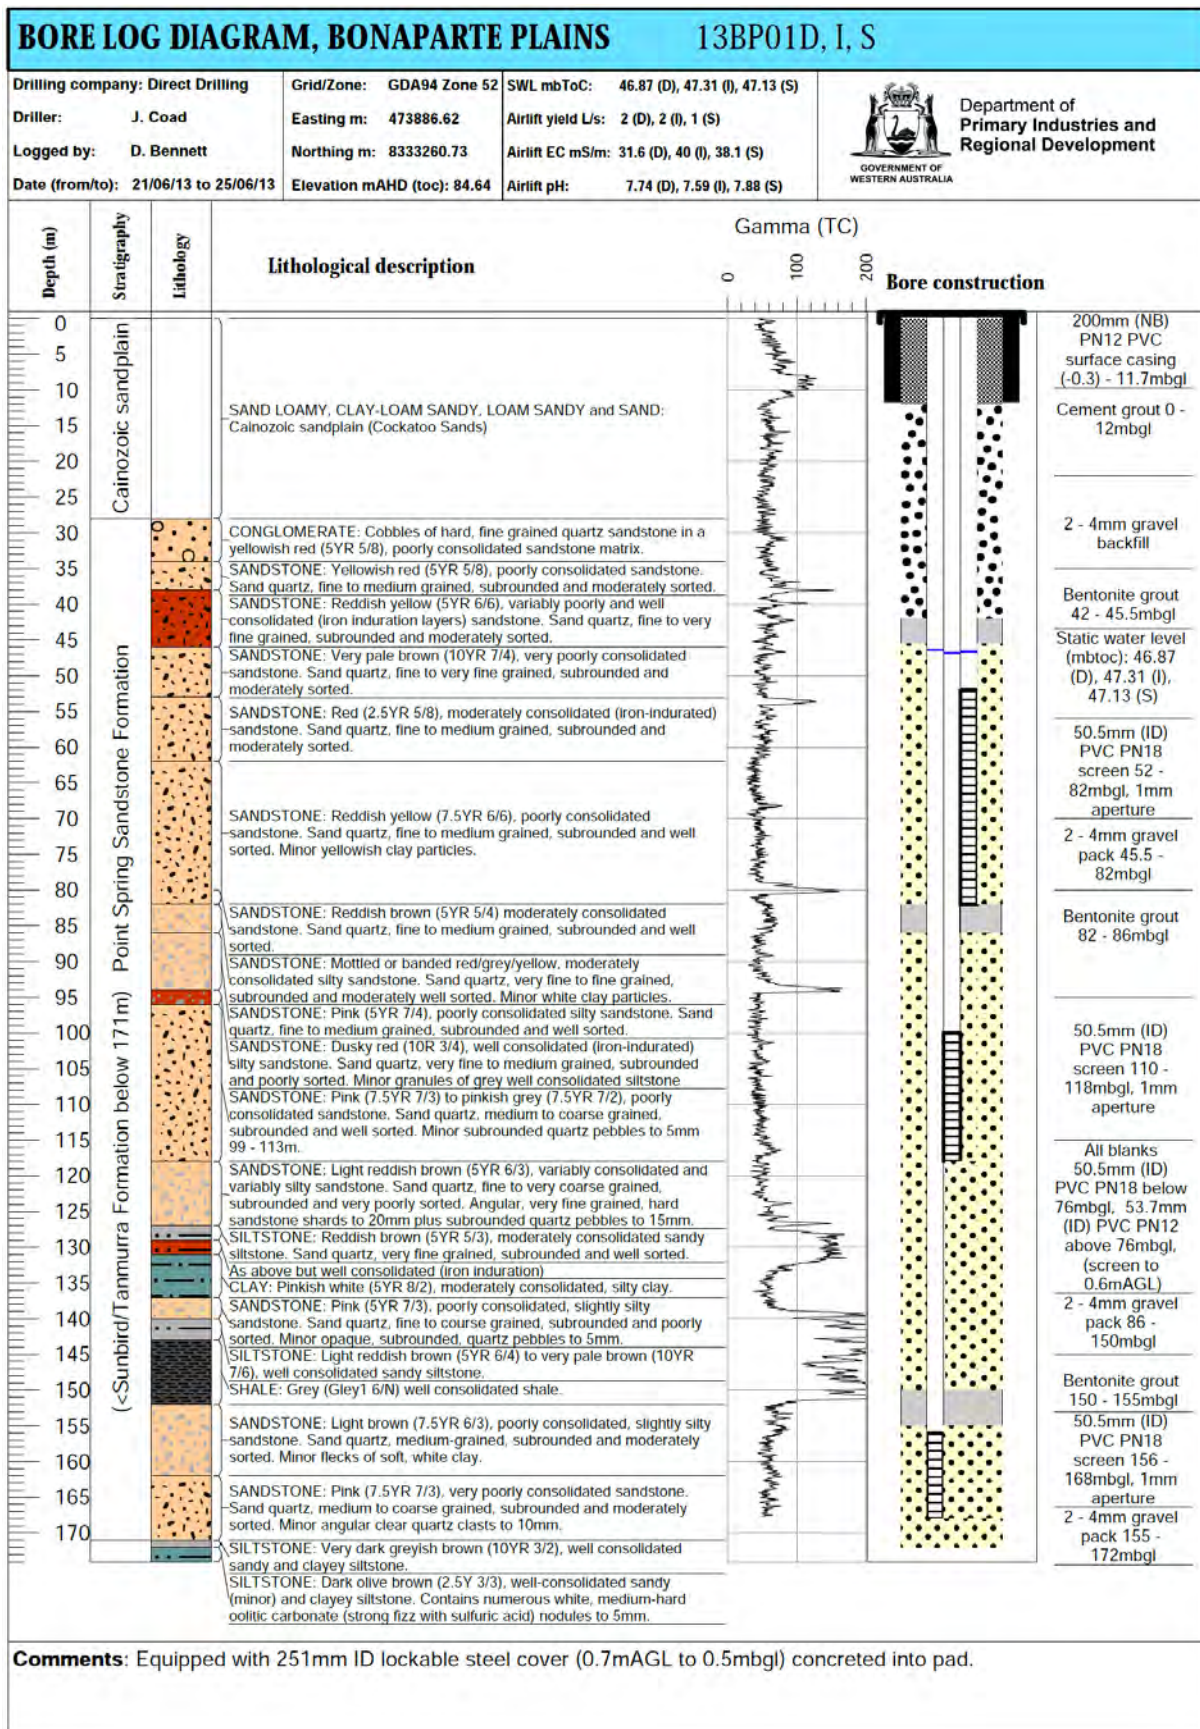 BORE LOG DIAGRAM, BONAPARTE PLAINS 13BP01D, I, S
Drilling company: Direct Drilling
Driller: J. Coad
Logged by: D. Bennett
Date (from/to): 21/06/13 to 25/06/13
Grid/Zone: GDA94 Zone 52
Easting m: 473886.62
Northing m: 8333260.73
Elevation mAHD (toc): 84.64
SWL mbToC: 46.87 (D), 47.31 (I), 47.13 (S)
Airlift yield L/s: 2 (D), 2 (I), 1 (S)
Airlift EC mS/m: 31.6 (D), 40 (I), 38.1 (S)
Airlift pH: 7.74 (D), 7.59 (I), 7.88 (S)
GOVERNMENT OF
WESTERN AUSTRALIA
Department of
Primary Industries and
Regional Development
Depth (m)
Stratigraphy
Lithology
Lithological description
Gamma (TC)
0
100
200
Bore construction
0
5
10
15
20
25
30
35
40
45
50
55
60
65
70
75
80
85
90
95
100
105
110
115
120
125
130
135
140
145
150
155
160
165
170
Cainozoic sandplain
(<Sunbird/Tanmurra Formation below 171m) Point Spring Sandstone Formation
SAND LOAMY, CLAY-LOAM SANDY, LOAM SANDY and SAND:
Cainozoic sandplain (Cockatoo Sands)
CONGLOMERATE: Cobbles of hard, fine grained quartz sandstone in a
yellowish red (5YR 5/8), poorly consolidated sandstone matrix.
SANDSTONE: Yellowish red (5YR 5/8), poorly consolidated sandstone.
Sand quartz, fine to medium grained, subrounded and moderately sorted.
SANDSTONE: Reddish yellow (5YR 6/6), variably poorly and well
consolidated (iron induration layers) sandstone. Sand quartz, fine to very
fine grained, subrounded and moderately sorted.
SANDSTONE: Very pale brown (10YR 7/4), very poorly consolidated
sandstone. Sand quartz, fine to very fine grained, subrounded and
moderately sorted.
SANDSTONE: Red (2.5YR 5/8), moderately consolidated (iron-indurated)
sandstone. Sand quartz, fine to medium grained, subrounded and
moderately sorted.
SANDSTONE: Reddish yellow (7.5YR 6/6), poorly consolidated
sandstone. Sand quartz, fine to medium grained, subrounded and well
sorted. Minor yellowish clay particles.
SANDSTONE: Reddish brown (5YR 5/4) moderately consolidated
sandstone. Sand quartz, fine to medium grained, subrounded and well
sorted.
SANDSTONE: Mottled or banded red/grey/yellow, moderately
consolidated silty sandstone. Sand quartz, very fine to fine grained,
subrounded and moderately well sorted. Minor white clay particles.
SANDSTONE: Pink (5YR 7/4), poorly consolidated silty sandstone. Sand
quartz, fine to medium grained, subrounded and well sorted.
SANDSTONE: Dusky red (10R 3/4), well consolidated (iron-indurated)
silty sandstone. Sand quartz, very fine to medium grained, subrounded
and poorly sorted. Minor granules of grey well consolidated siltstone
SANDSTONE: Pink (7.5YR 7/3) to pinkish grey (7.5YR 7/2), poorly
consolidated sandstone. Sand quartz, medium to coarse grained,
subrounded and well sorted. Minor subrounded quartz pebbles to 5mm
99 - 113m.
SANDSTONE: Light reddish brown (5YR 6/3), variably consolidated and
variably silty sandstone. Sand quartz, fine to very coarse grained,
subrounded and very poorly sorted. Angular, very fine grained, hard
sandstone shards to 20mm plus subrounded quartz pebbles to 15mm.
SILTSTONE: Reddish brown (5YR 5/3), moderately consolidated sandy
siltstone. Sand quartz, very fine grained, subrounded and well sorted.
As above but well consolidated (iron induration)
CLAY: Pinkish white (5YR 8/2), moderately consolidated, silty clay.
SANDSTONE: Pink (5YR 7/3), poorly consolidated, slightly silty
sandstone. Sand quartz, fine to course grained, subrounded and poorly
sorted. Minor opaque, subrounded, quartz pebbles to 5mm.
SILTSTONE: Light reddish brown (5YR 6/4) to very pale brown (10YR
7/6), well consolidated sandy siltstone.
SHALE: Grey (Gley1 6/N) well consolidated shale.
SANDSTONE: Light brown (7.5YR 6/3), poorly consolidated, slightly silty
sandstone. Sand quartz, medium-grained, subrounded and moderately
sorted. Minor flecks of soft, white clay.
SANDSTONE: Pink (7.5YR 7/3), very poorly consolidated sandstone.
Sand quartz, medium to coarse grained, subrounded and moderately
sorted. Minor angular clear quartz clasts to 10mm.
SILTSTONE: Very dark greyish brown (10YR 3/2), well consolidated
sandy and clayey siltstone.
SILTSTONE: Dark olive brown (2.5Y 3/3), well-consolidated sandy
(minor) and clayey siltstone. Contains numerous white, medium-hard
oolitic carbonate (strong fizz with sulfuric acid) nodules to 5mm.
200mm (NB)
PN12 PVC
surface casing
(-0.3) - 11.7mbgl
Cement grout 0 -
12mbgl
2 - 4mm gravel
backfill
Bentonite grout
42 - 45.5mbgl
Static water level
(mbtoc): 46.87
(D), 47.31 (I),
47.13 (S)
50.5mm (ID)
PVC PN18
screen 52 -
82mbgl, 1mm
aperture
2 - 4mm gravel
pack 45.5 -
82mbgl
Bentonite grout
82 - 86mbgl
50.5mm (ID)
PVC PN18
screen 110 -
118mbgl, 1mm
aperture
All blanks
50.5mm (ID)
PVC PN18 below
76mbgl, 53.7mm
(ID) PVC PN12
above 76mbgl,
(screen to
0.6mAGL)
2 - 4mm gravel
pack 86 -
150mbgl
Bentonite grout
150 - 155mbgl
50.5mm (ID)
PVC PN18
screen 156 -
168mbgl, 1mm
aperture
2 - 4mm gravel
pack 155 -
172mbgl
Comments: Equipped with 251mm ID lockable steel cover (0.7mAGL to 0.5mbgl) concreted into pad.